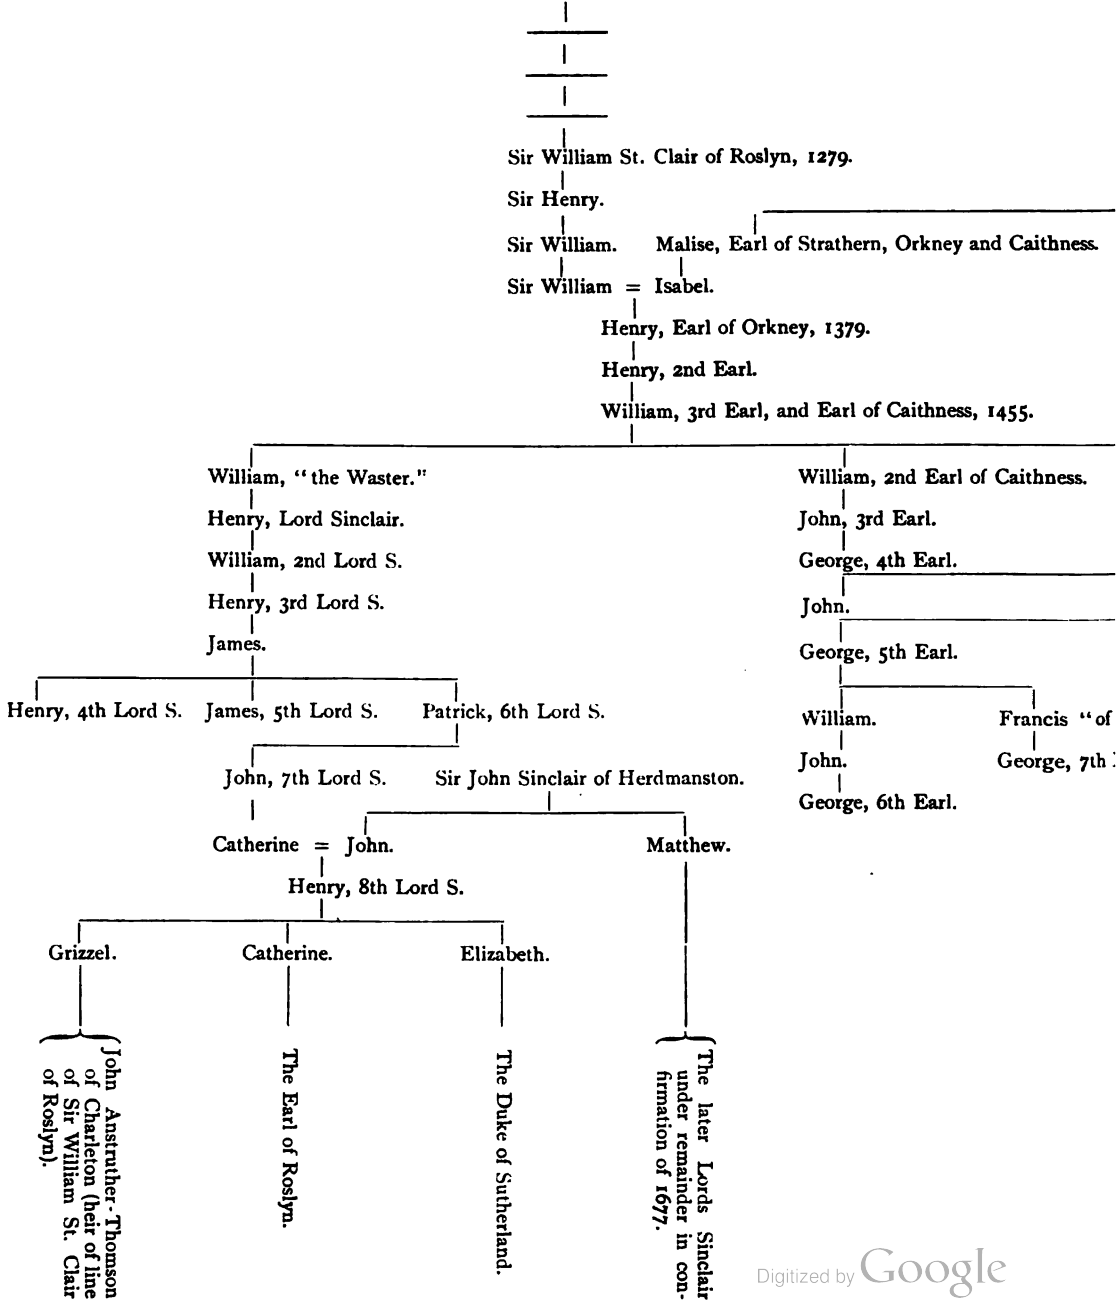 Sir William St. Clair of Roslyn, 1279.
Sir Henry.
Sir William. Malise, Earl of Strathern, Orkney and Caithness.
Sir William = Isabel.
Henry, Earl of Orkney, 1379.
Henry, 2nd Earl.
William, 3rd Earl, and Earl of Caithness, 1455.
William, “the Waster.” William, 2nd Earl of Caithness.
Henry, Lord Sinclair. John, 3rd Earl.
William, 2nd Lord S. George, 4th Earl.
Henry, 3rd Lord S. John.
James. George, 5th Earl.
Henry, 4th Lord S. James, 5th Lord S. Patrick, 6th Lord S. William. Francis “of
John, 7th Lord S. Sir John Sinclair of Herdmanston. John. George, 7th
George, 6th Earl.
Catherine = John. Matthew.
Henry, 8th Lord S.
Grizzel. Catherine. Elizabeth.
John Anstruther-Thomson
of Charleton (heir of line
of Sir William St. Clair
of Roslyn).
The Earl of Roslyn.
The Duke of Sutherland.
The later Lords Sinclair
under remainder in con-
firmation of 1677.
Digitized by Google